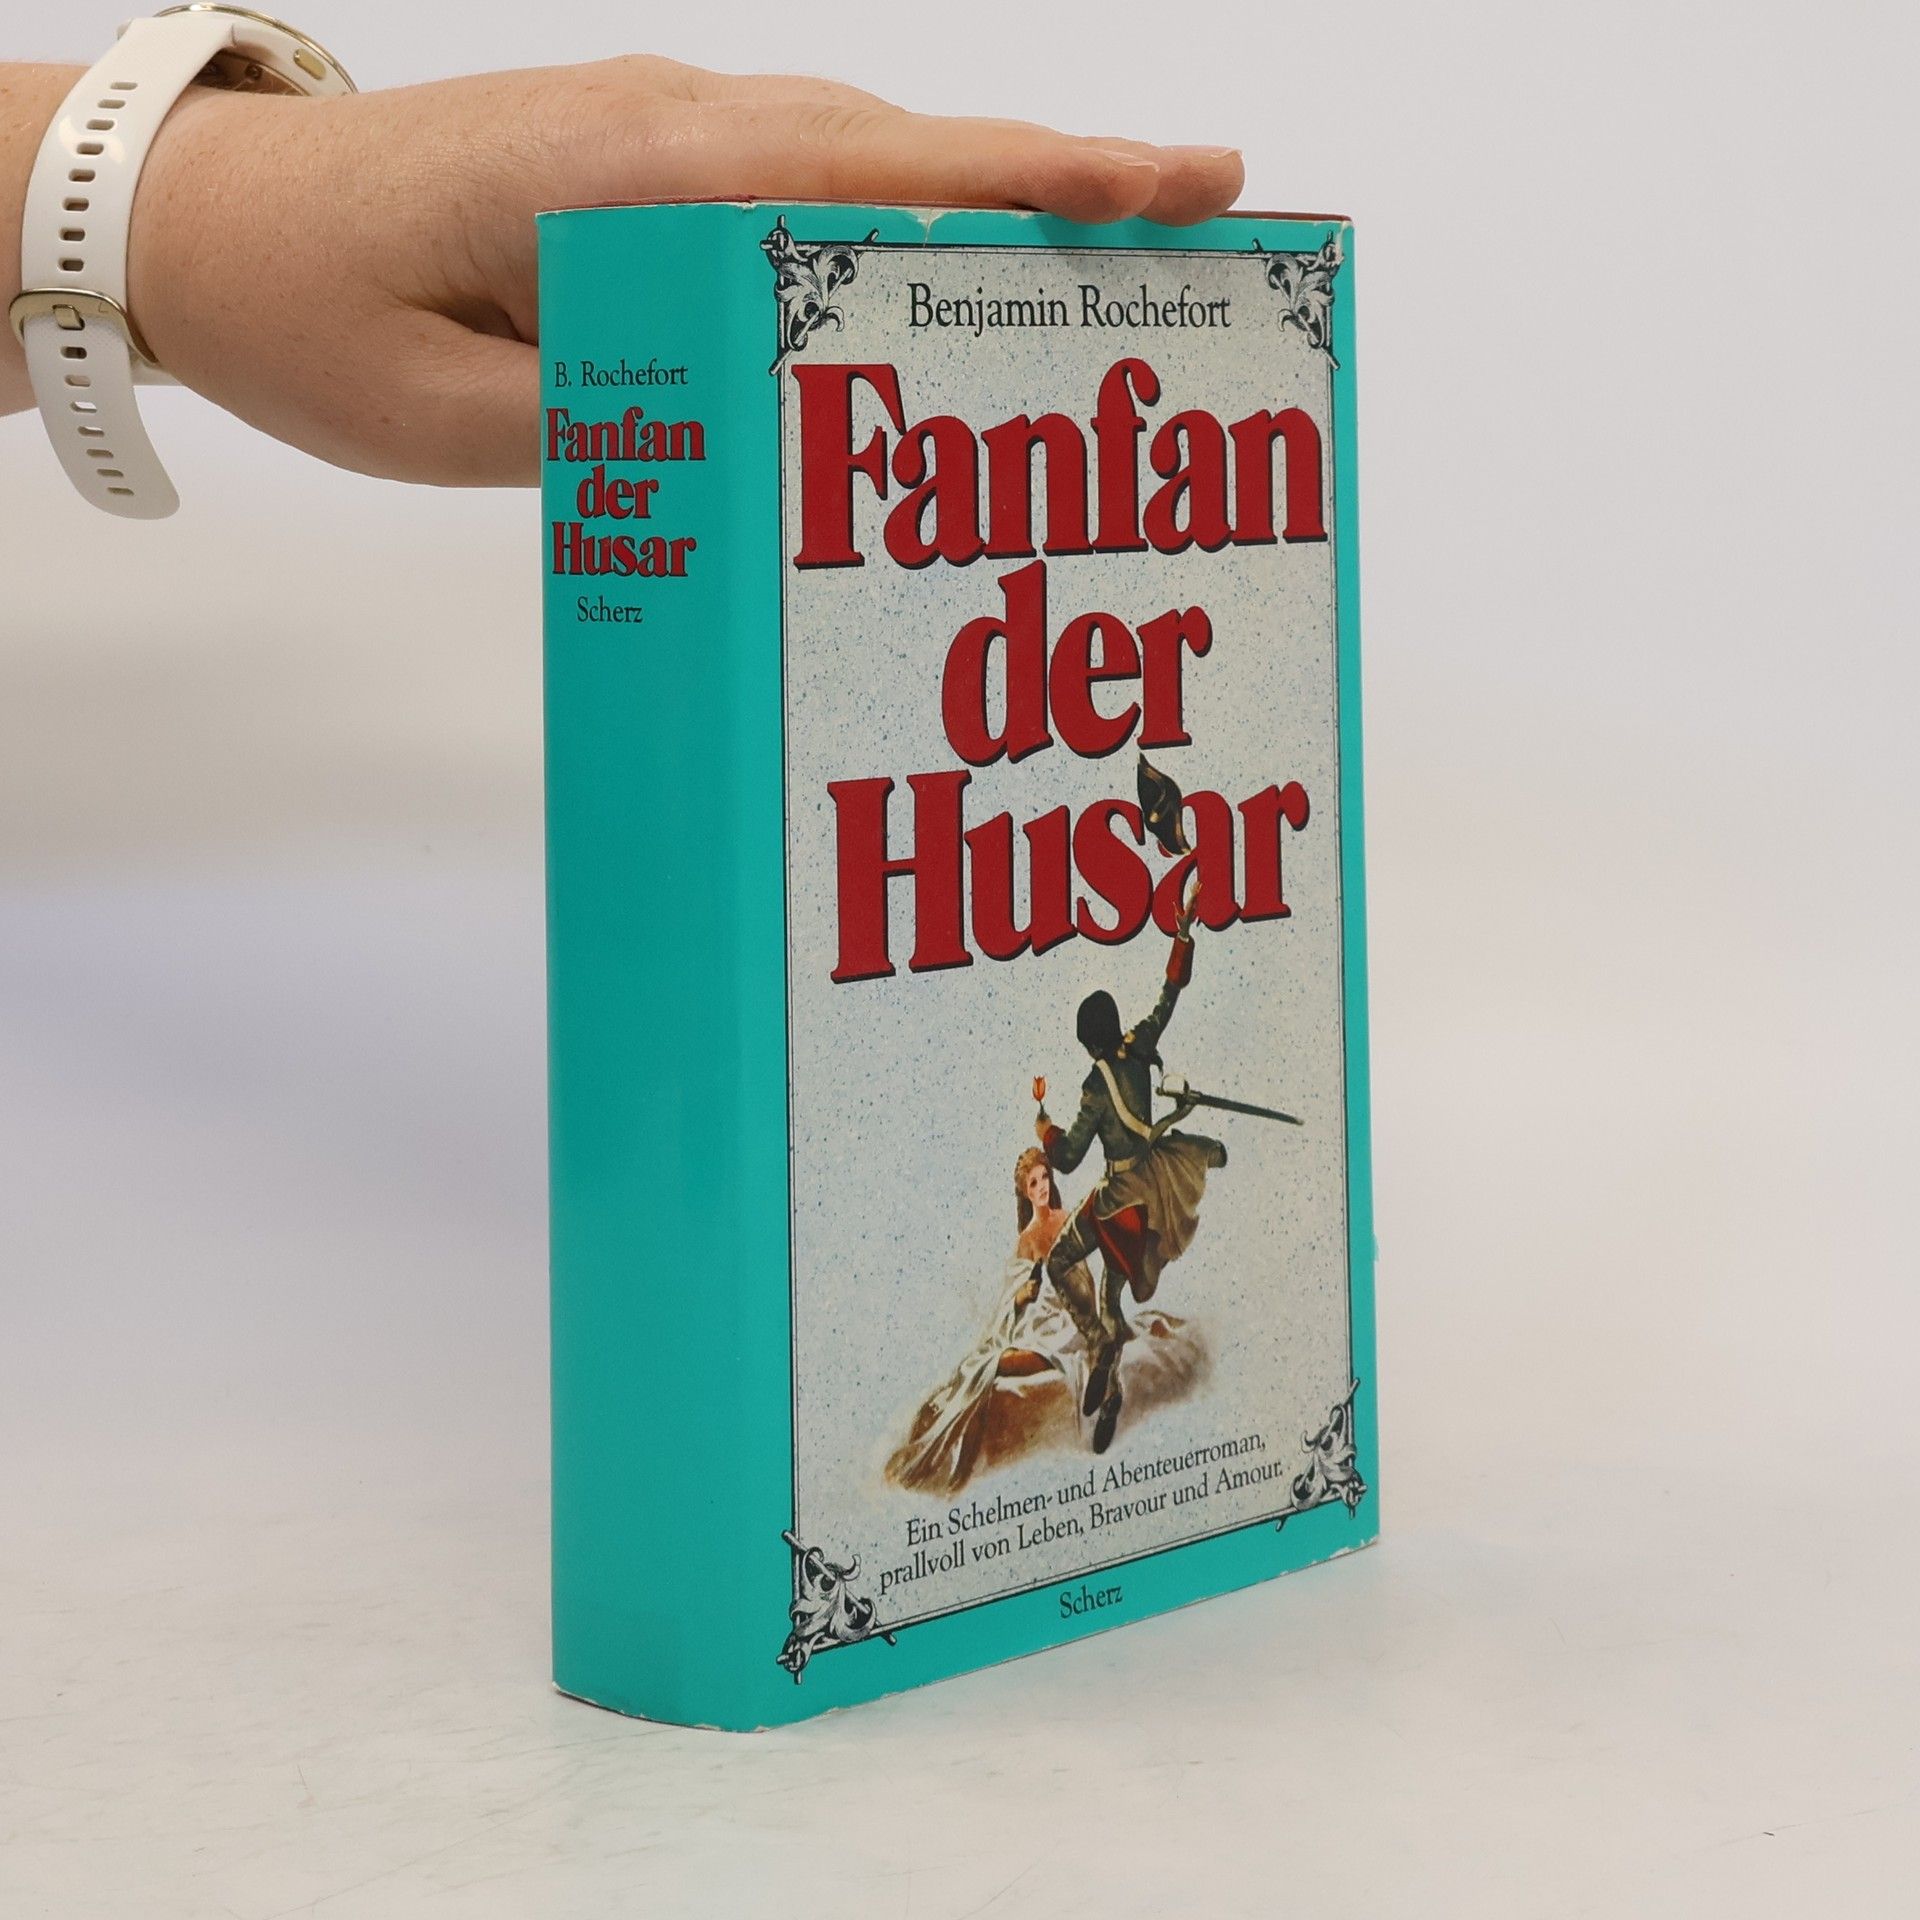 B. Rochefort
Fanfan
der
Husar
Scherz
Benjamin Rochefort
Fanfan
der
Husar
Ein Schelmen- und Abenteuerroman,
prallvoll von Leben, Bravour und Amour.
Scherz